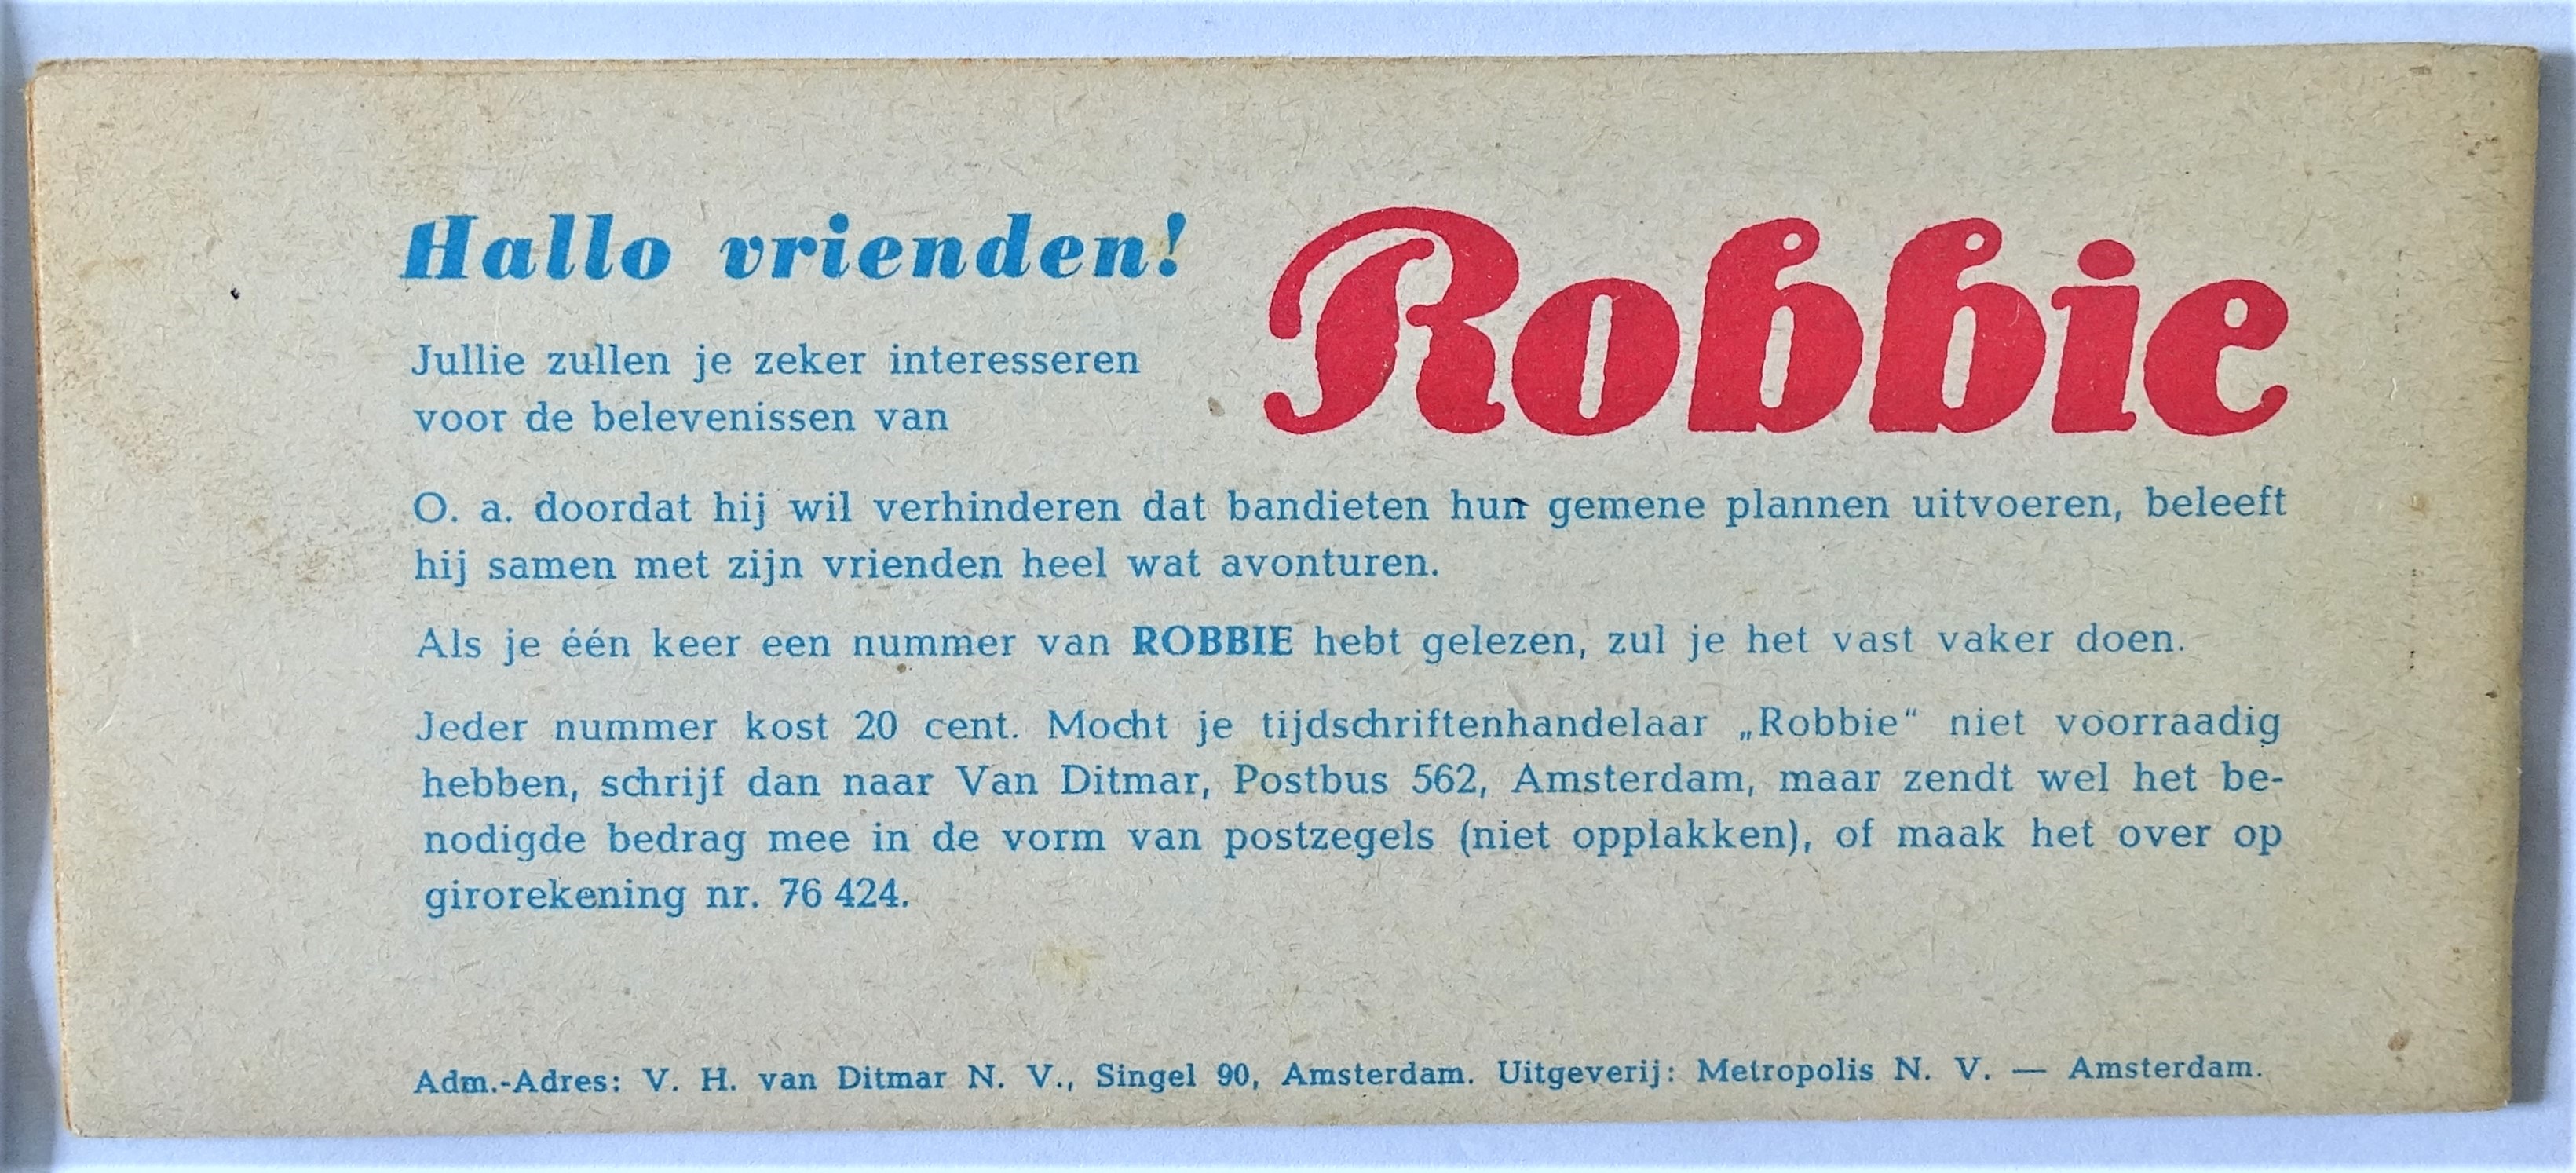 Hallo vrienden!
Jullie zullen je zeker interesseren
voor de belevenissen van
Robbie
O. a. doordat hij wil verhinderen dat bandieten hun gemene plannen uitvoeren, beleeft
hij samen met zijn vrienden heel wat avonturen.
Als je één keer een nummer van ROBBIE hebt gelezen, zul je het vast vaker doen.
Jeder nummer kost 20 cent. Mocht je tijdschriftenhandelaar „Robbie“ niet voorraadig
hebben, schrijf dan naar Van Ditmar, Postbus 562, Amsterdam, maar zendt wel het be-
nodigde bedrag mee in de vorm van postzegels (niet opplakken), of maak het over op
girorekening nr. 76 424.
Adm.-Adres: V. H. van Ditmar N. V., Singel 90, Amsterdam. Uitgeverij: Metropolis N. V. — Amsterdam.